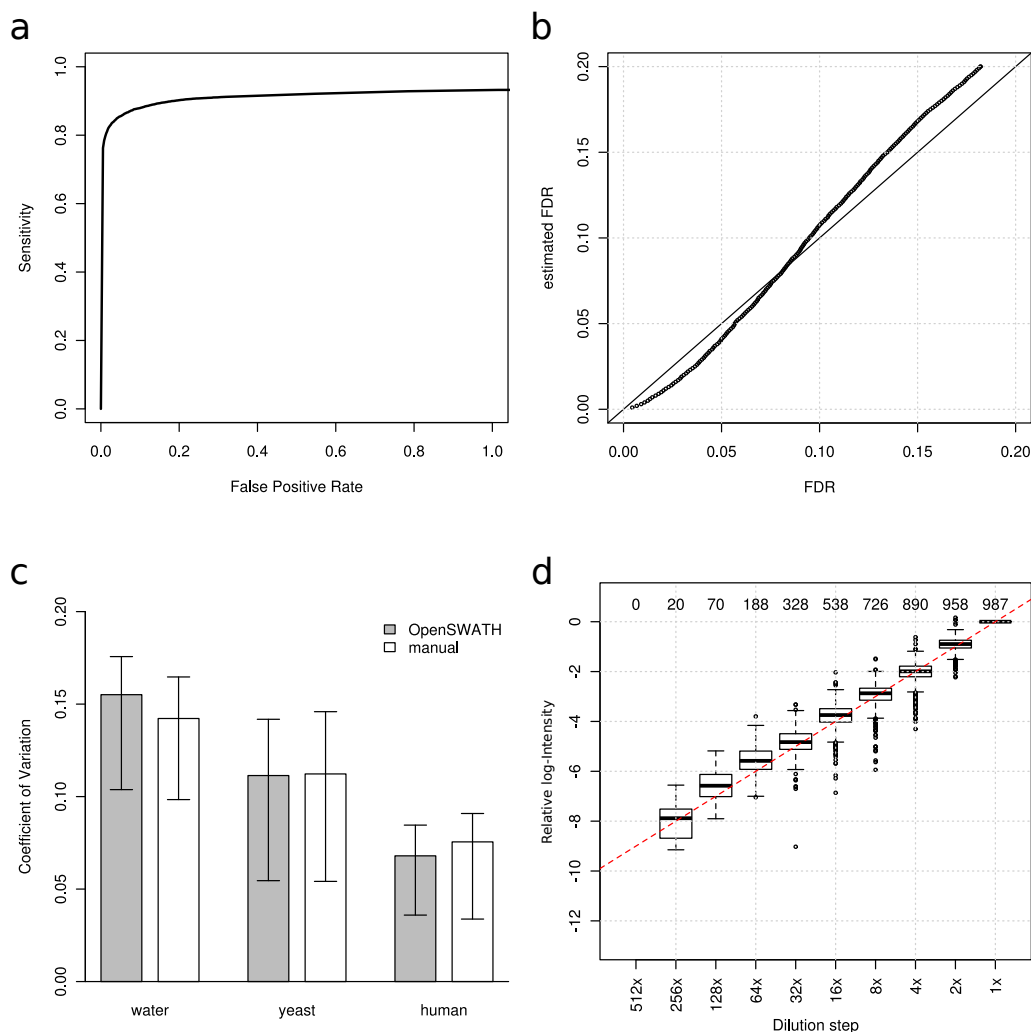 a
1.0
0.8
0.6
0.4
0.2
0.0
Sensitivity
0.0 0.2 0.4 0.6 0.8 1.0
False Positive Rate
b
0.20
0.15
0.10
0.05
0.00
estimated FDR
0.00 0.05 0.10 0.15 0.20
FDR
c
0.20
0.15
0.10
0.05
0.00
Coefficient of Variation
OpenSWATH
manual
water yeast human
d
0 20 70 188 328 538 726 890 958 987
0
-2
-4
-6
-8
-10
-12
Relative log-Intensity
512x 256x 128x 64x 32x 16x 8x 4x 2x 1x
Dilution step